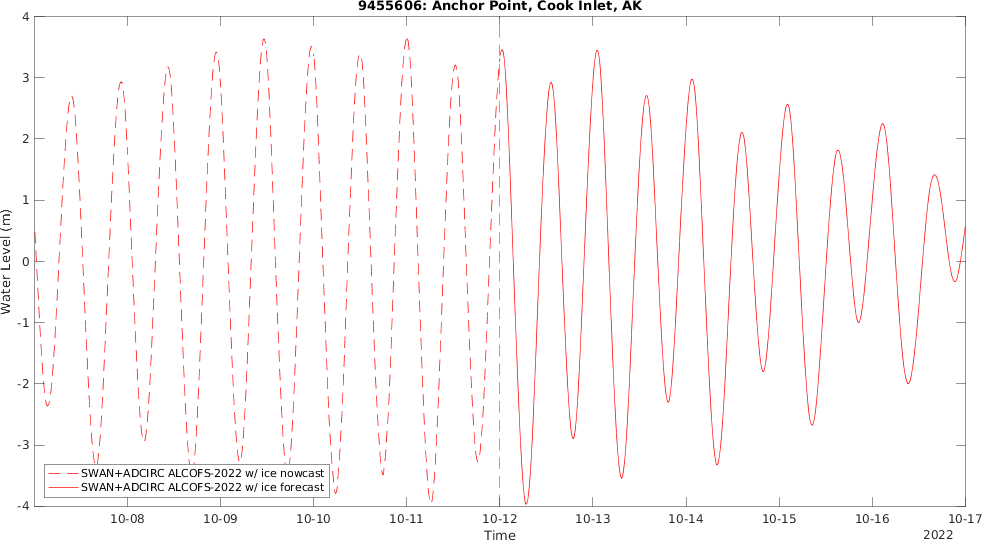 9455606: Anchor Point, Cook Inlet, AK
4
3
2
1
0
-1
-2
-3
-4
Water Level (m)
SWAN+ADCIRC ALCOFS-2022 w/ ice nowcast
SWAN+ADCIRC ALCOFS-2022 w/ ice forecast
10-08 10-09 10-10 10-11 10-12 10-13 10-14 10-15 10-16 10-17
Time
2022